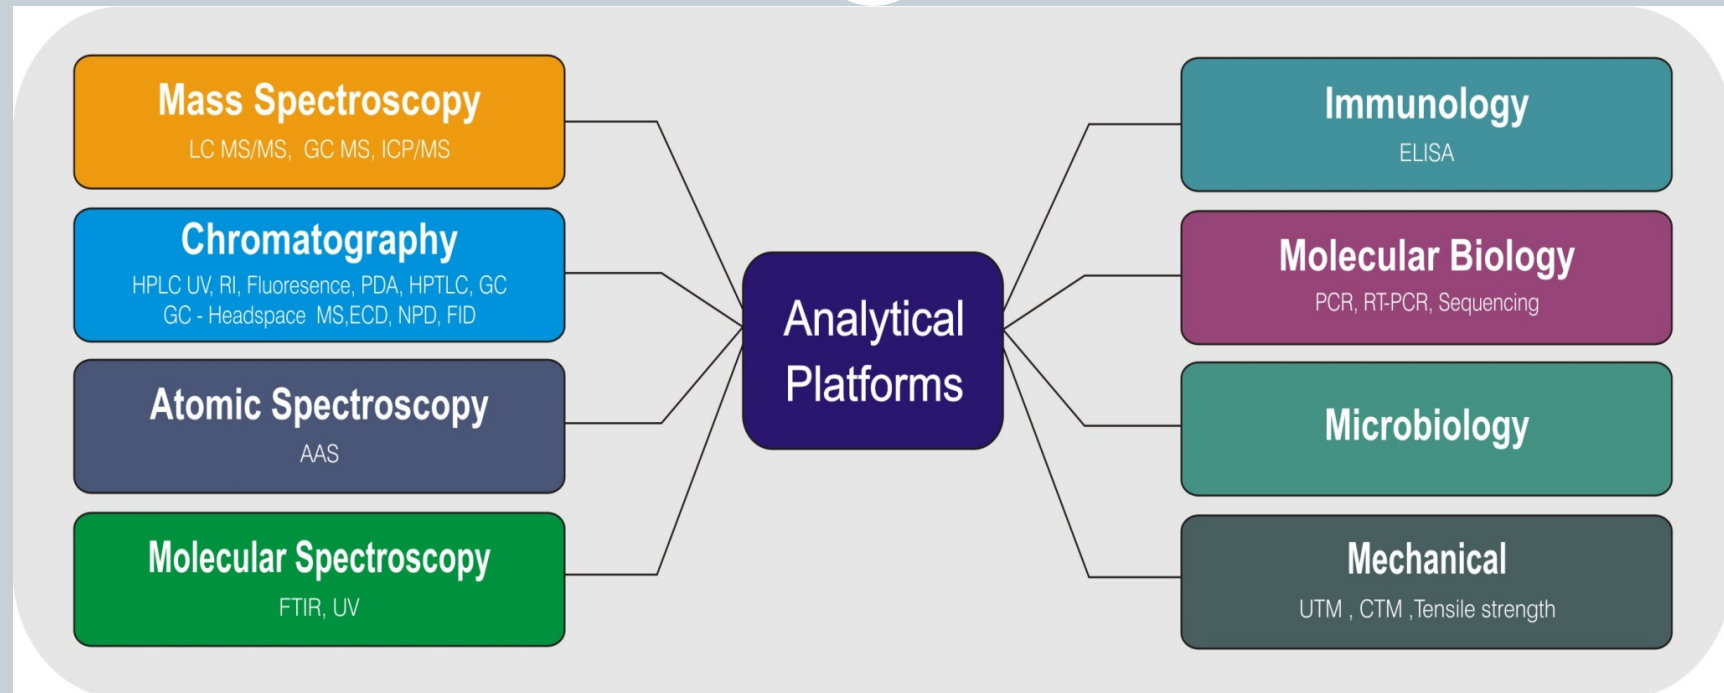 Mass Spectroscopy
LC MS/MS, GC MS, ICP/MS
Chromatography
HPLC UV, RI, Fluoresence, PDA, HPTLC, GC
GC - Headspace MS,ECD, NPD, FID
Atomic Spectroscopy
AAS
Molecular Spectroscopy
FTIR, UV
Analytical
Platforms
Immunology
ELISA
Molecular Biology
PCR, RT-PCR, Sequencing
Microbiology
Mechanical
UTM , CTM ,Tensile strength